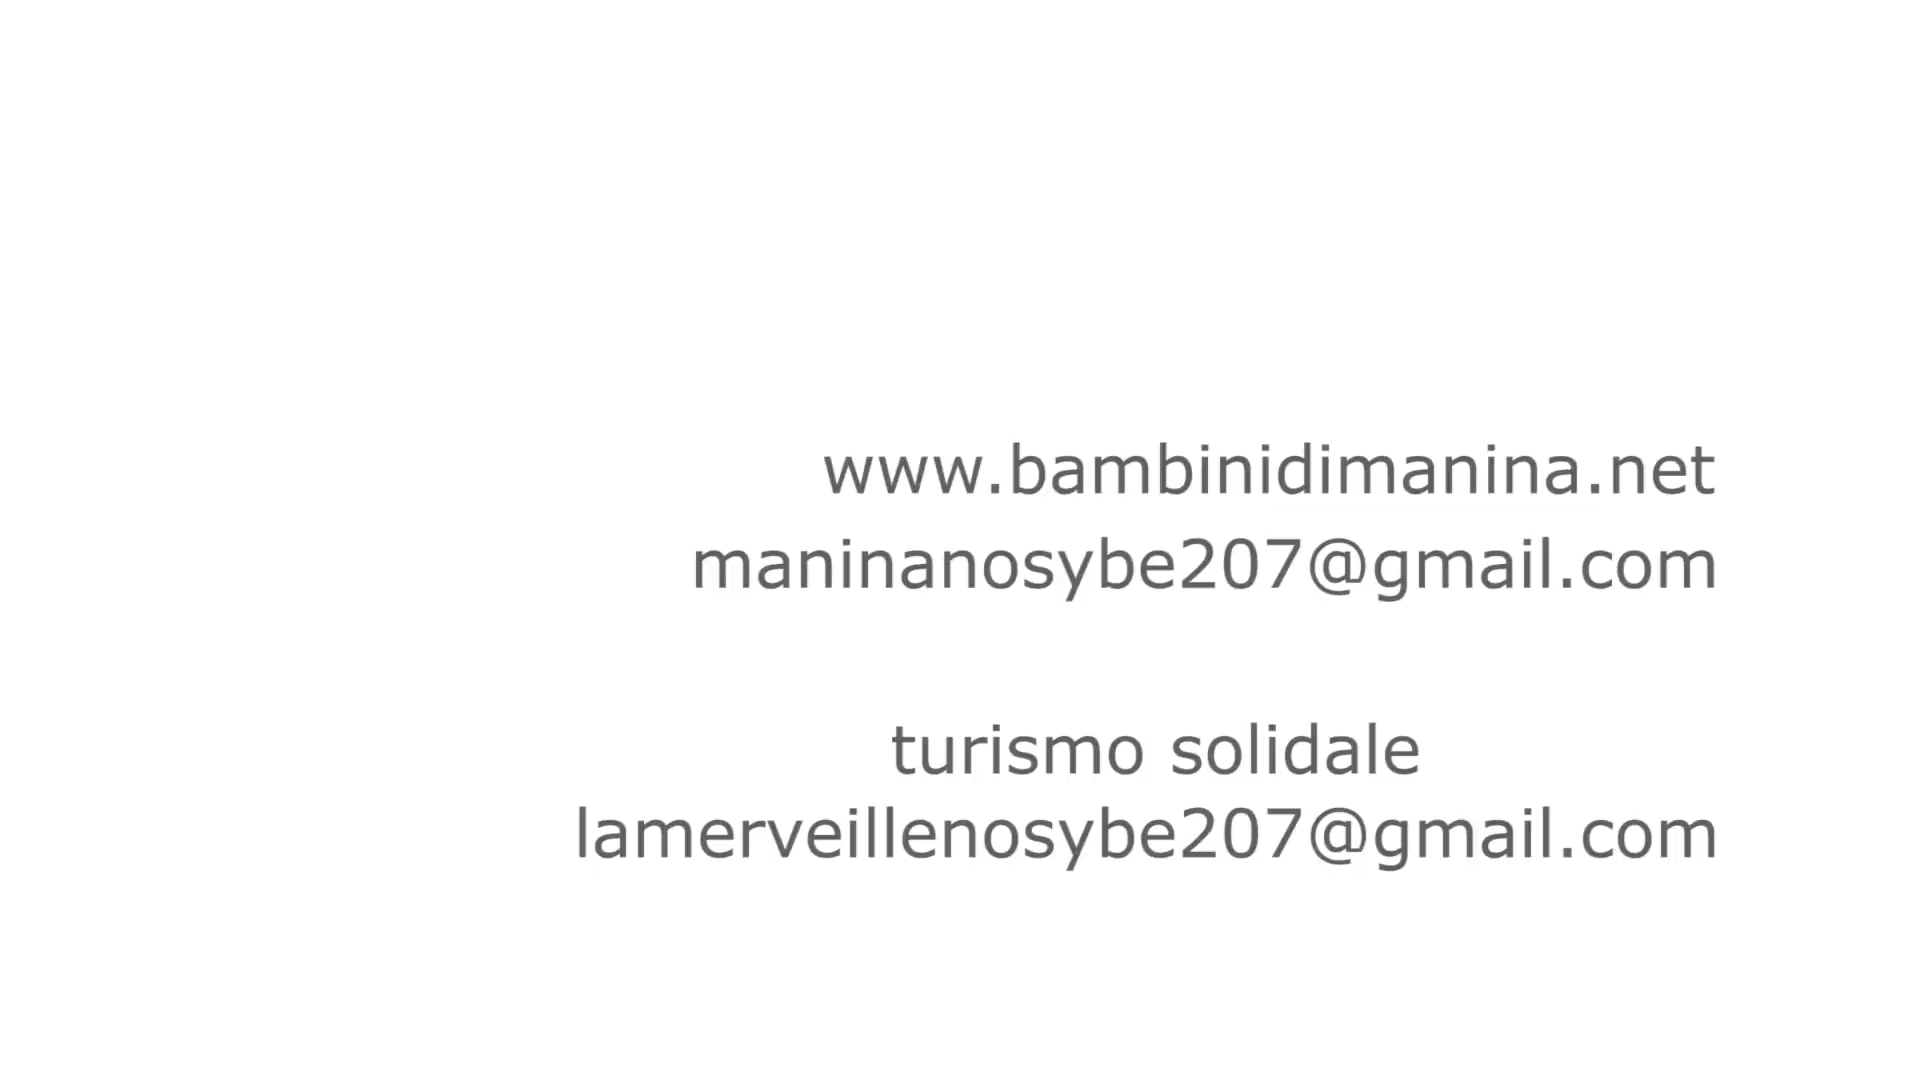 www.bambinidimanina.net
maninanosybe207@gmail.com
turismo solidale
lamerveillenosybe207@gmail.com